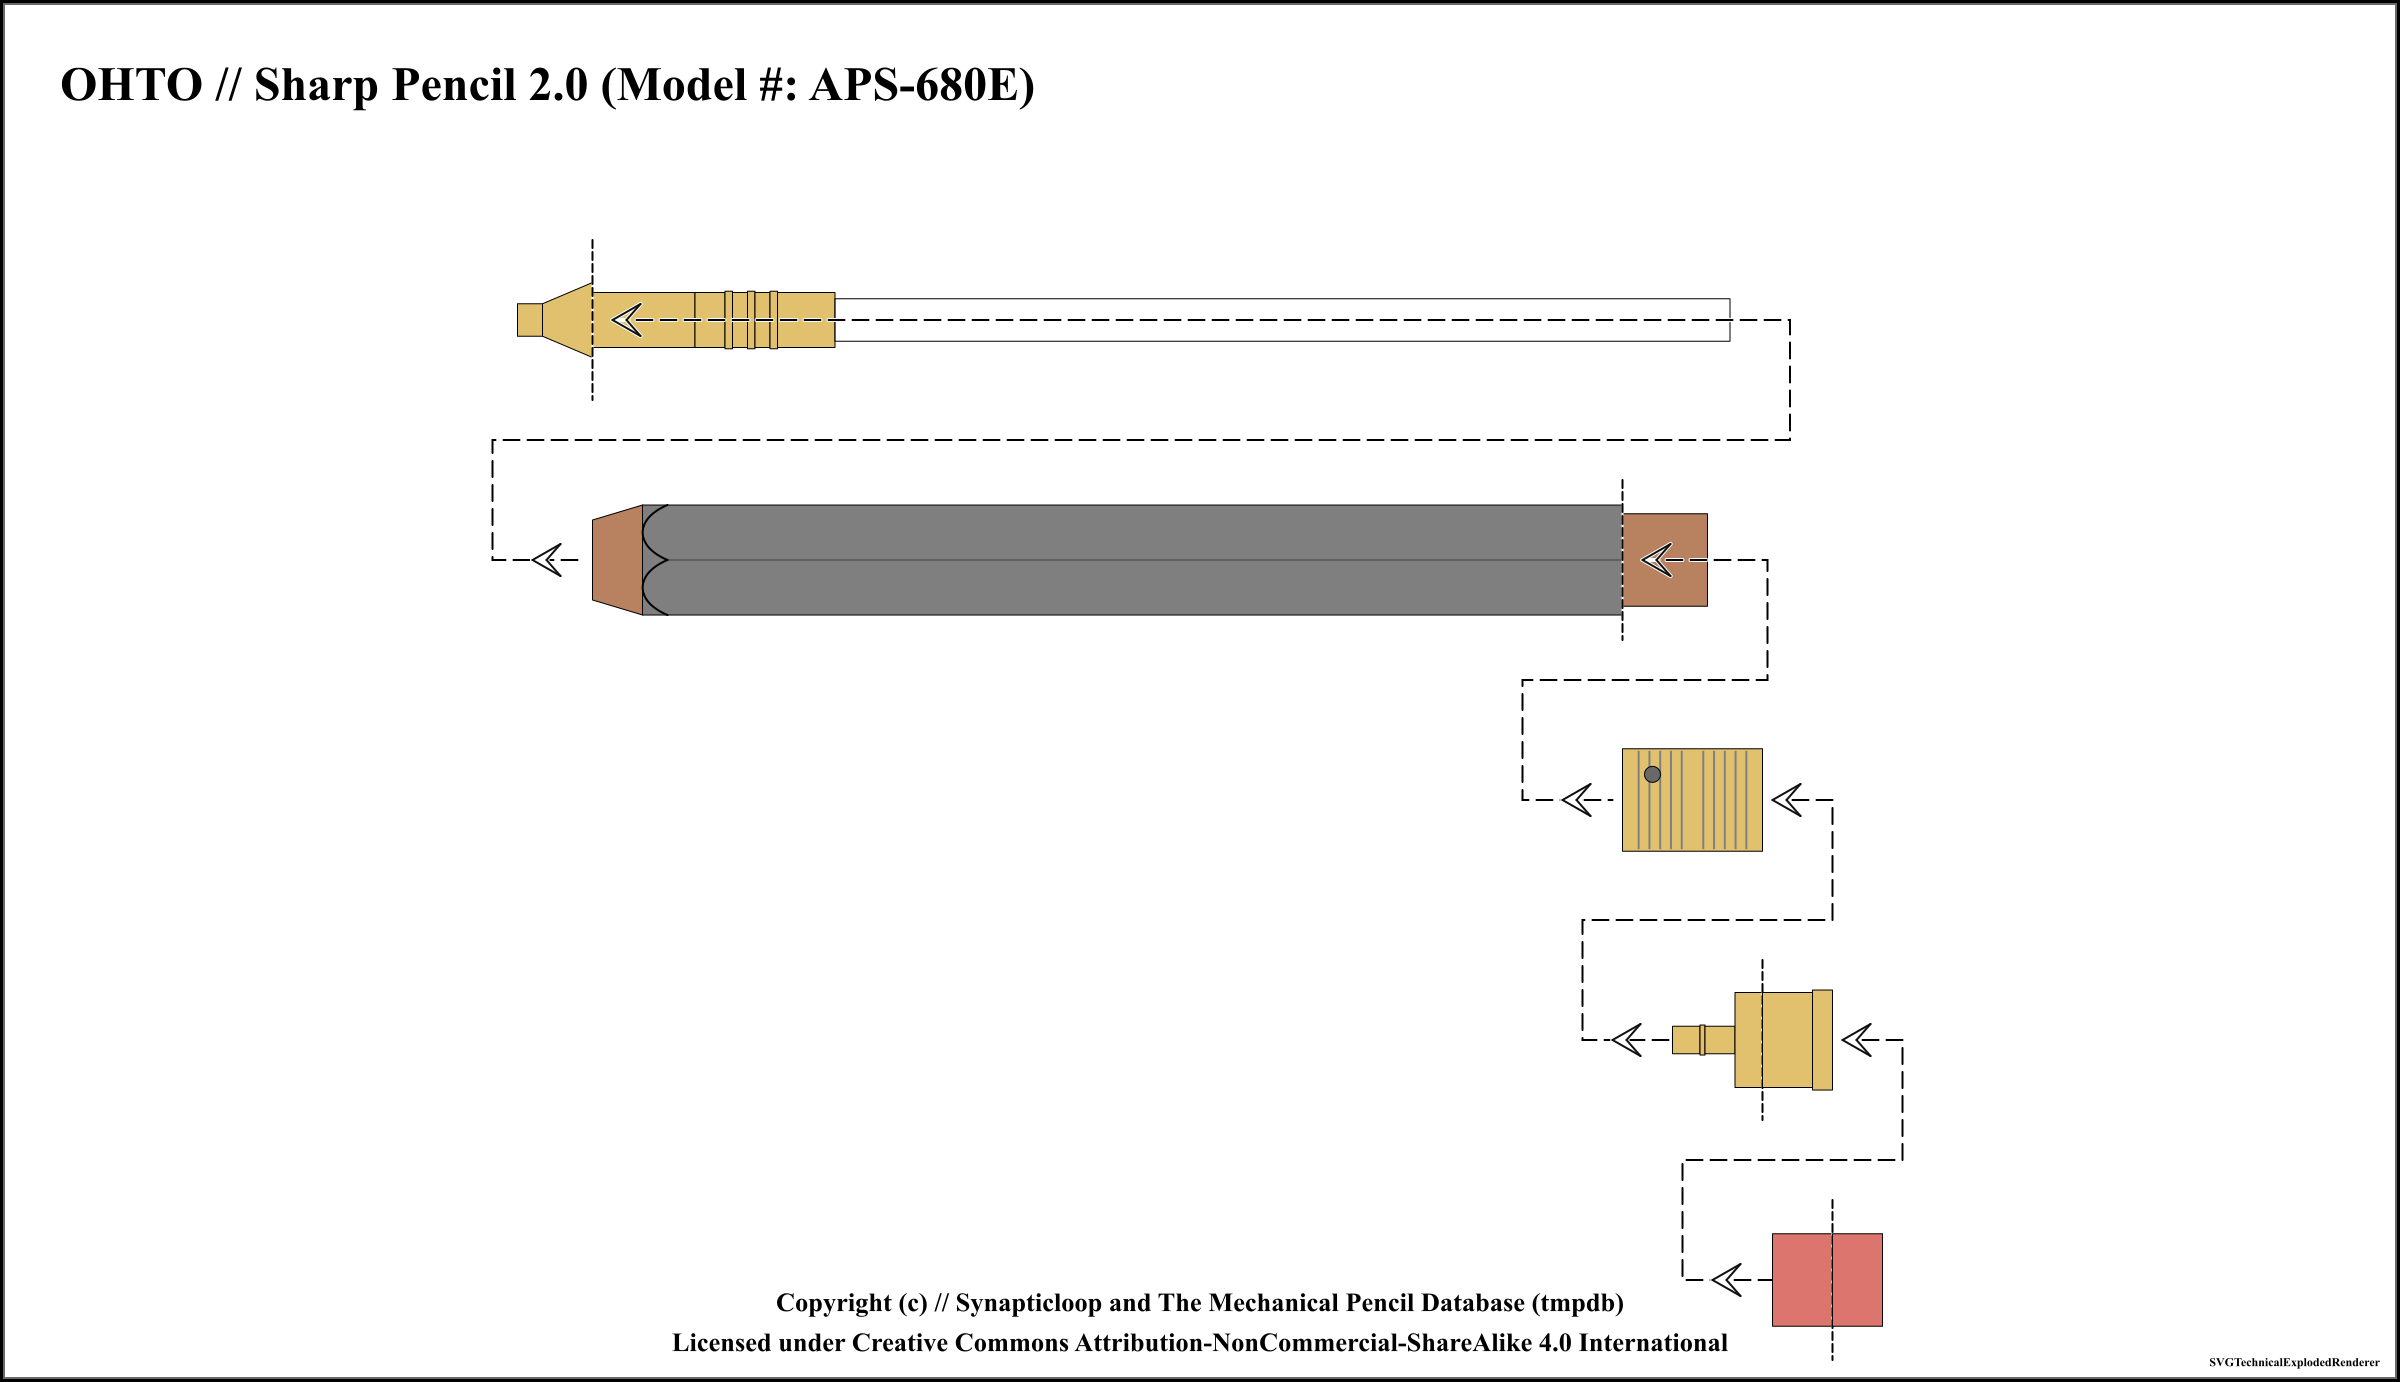 OHTO // Sharp Pencil 2.0 (Model #: APS-680E)
Copyright (c) // Synapticloop and The Mechanical Pencil Database (tmpdb)
Licensed under Creative Commons Attribution-NonCommercial-ShareAlike 4.0 International
SVGTechnicalExplodedRenderer